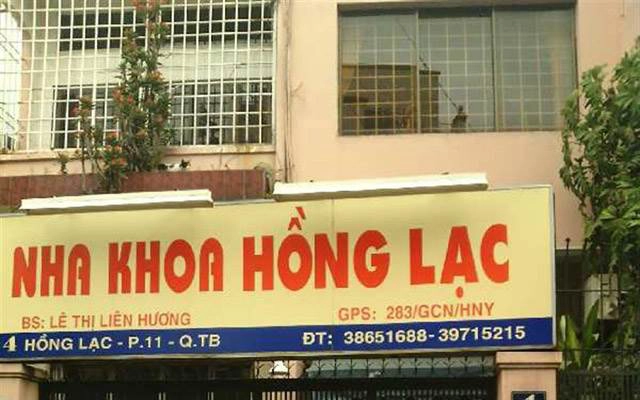 NHA KHOA HỒNG LẠC
BS: LÊ THỊ LIÊN HƯƠNG GPS: 283/GCN/HNY
4 HỒNG LẠC - P.11 - Q.TB ĐT: 38651688-39715215